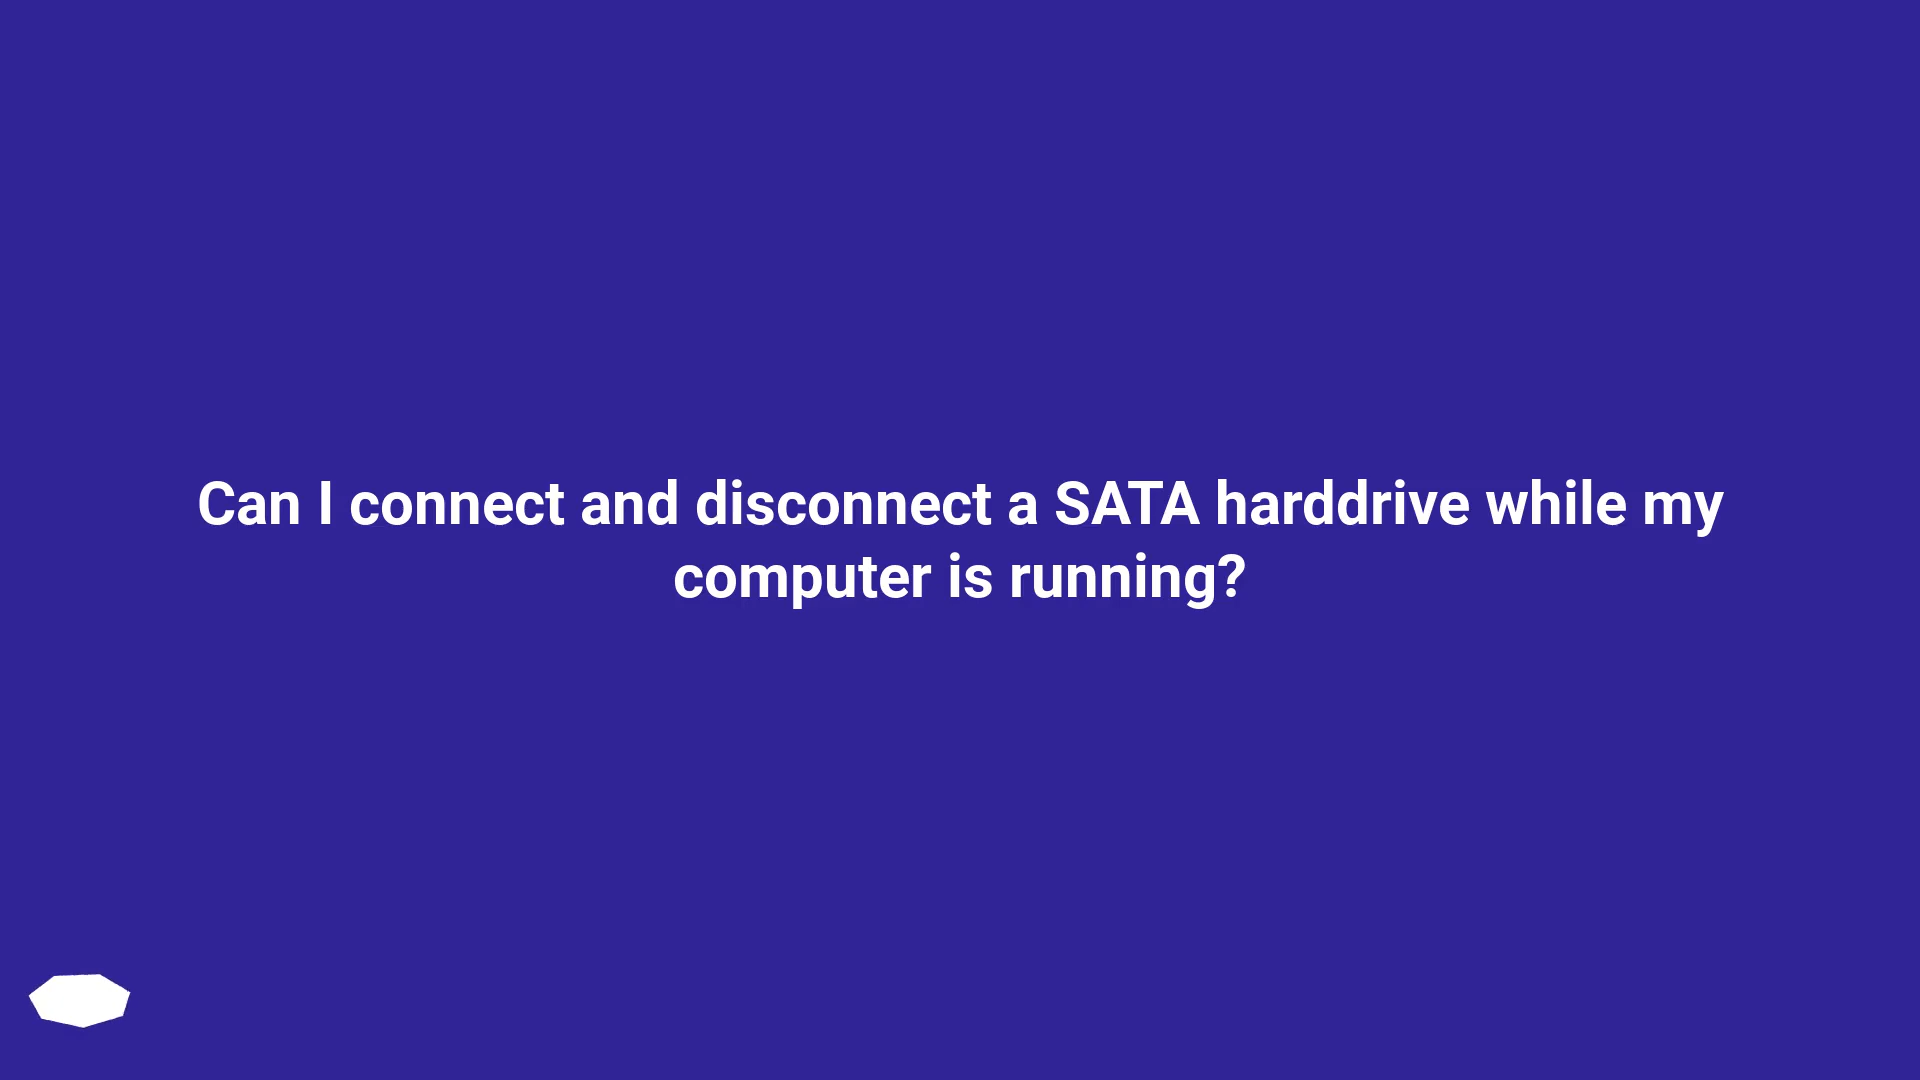 Can I connect and disconnect a SATA harddrive while my
computer is running?